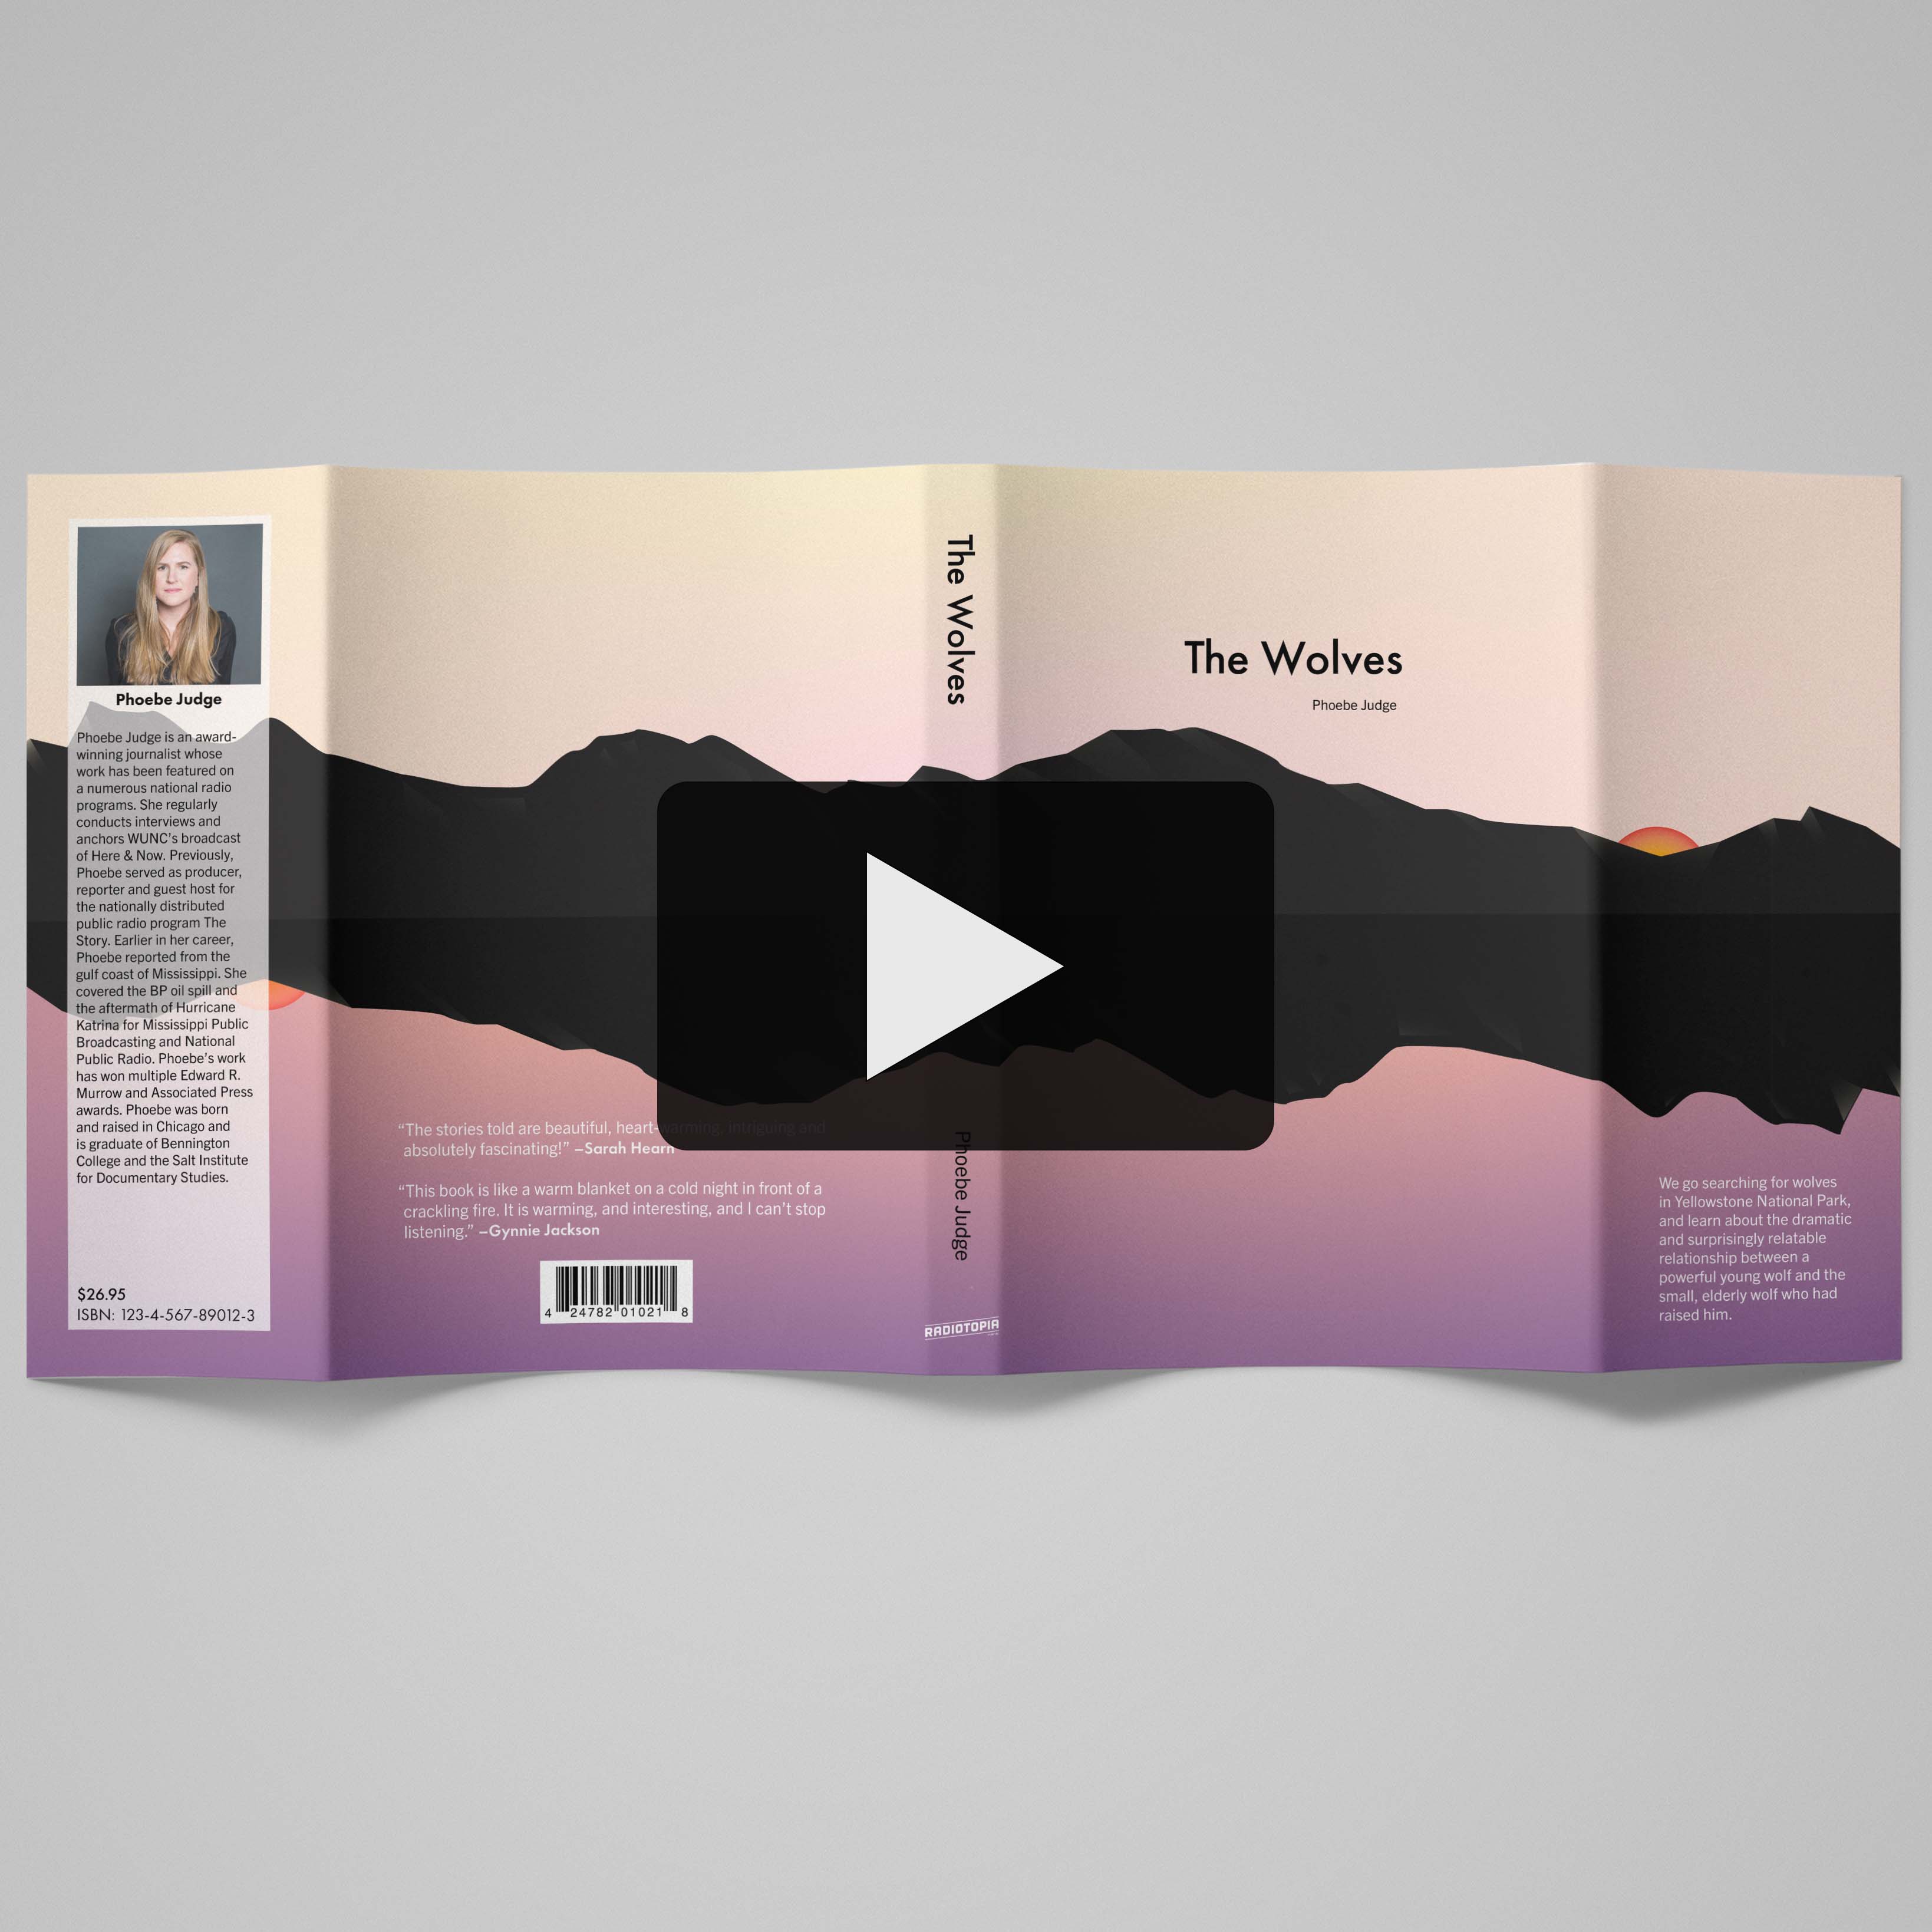 Phoebe Judge
Phoebe Judge is an award-
winning journalist whose
work has been featured on
a numerous national radio
programs. She regularly
conducts interviews and
anchors WUNC's broadcast
of Here & Now. Previously,
Phoebe served as producer,
reporter and guest host for
the nationally distributed
public radio program The
Story. Earlier in her career,
Phoebe reported from the
gulf coast of Mississippi. She
covered the BP oil spill and
the aftermath of Hurricane
Katrina for Mississippi Public
Broadcasting and National
Public Radio. Phoebe's work
has won multiple Edward R.
Murrow and Associated Press
awards. Phoebe was born
and raised in Chicago and
is graduate of Bennington
College and the Salt Institute
for Documentary Studies.
$26.95
ISBN: 123-4-567-89012-3
“The stories told are beautiful, heart-warming, intriguing and
absolutely fascinating!” –Sarah Hearn
“This book is like a warm blanket on a cold night in front of a
crackling fire. It is warming, and interesting, and I can't stop
listening.” –Gynnie Jackson
4 24782 01021 8
The Wolves
Phoebe Judge
RADIOTOPIA
The Wolves
Phoebe Judge
We go searching for wolves
in Yellowstone National Park,
and learn about the dramatic
and surprisingly relatable
relationship between a
powerful young wolf and the
small, elderly wolf who had
raised him.